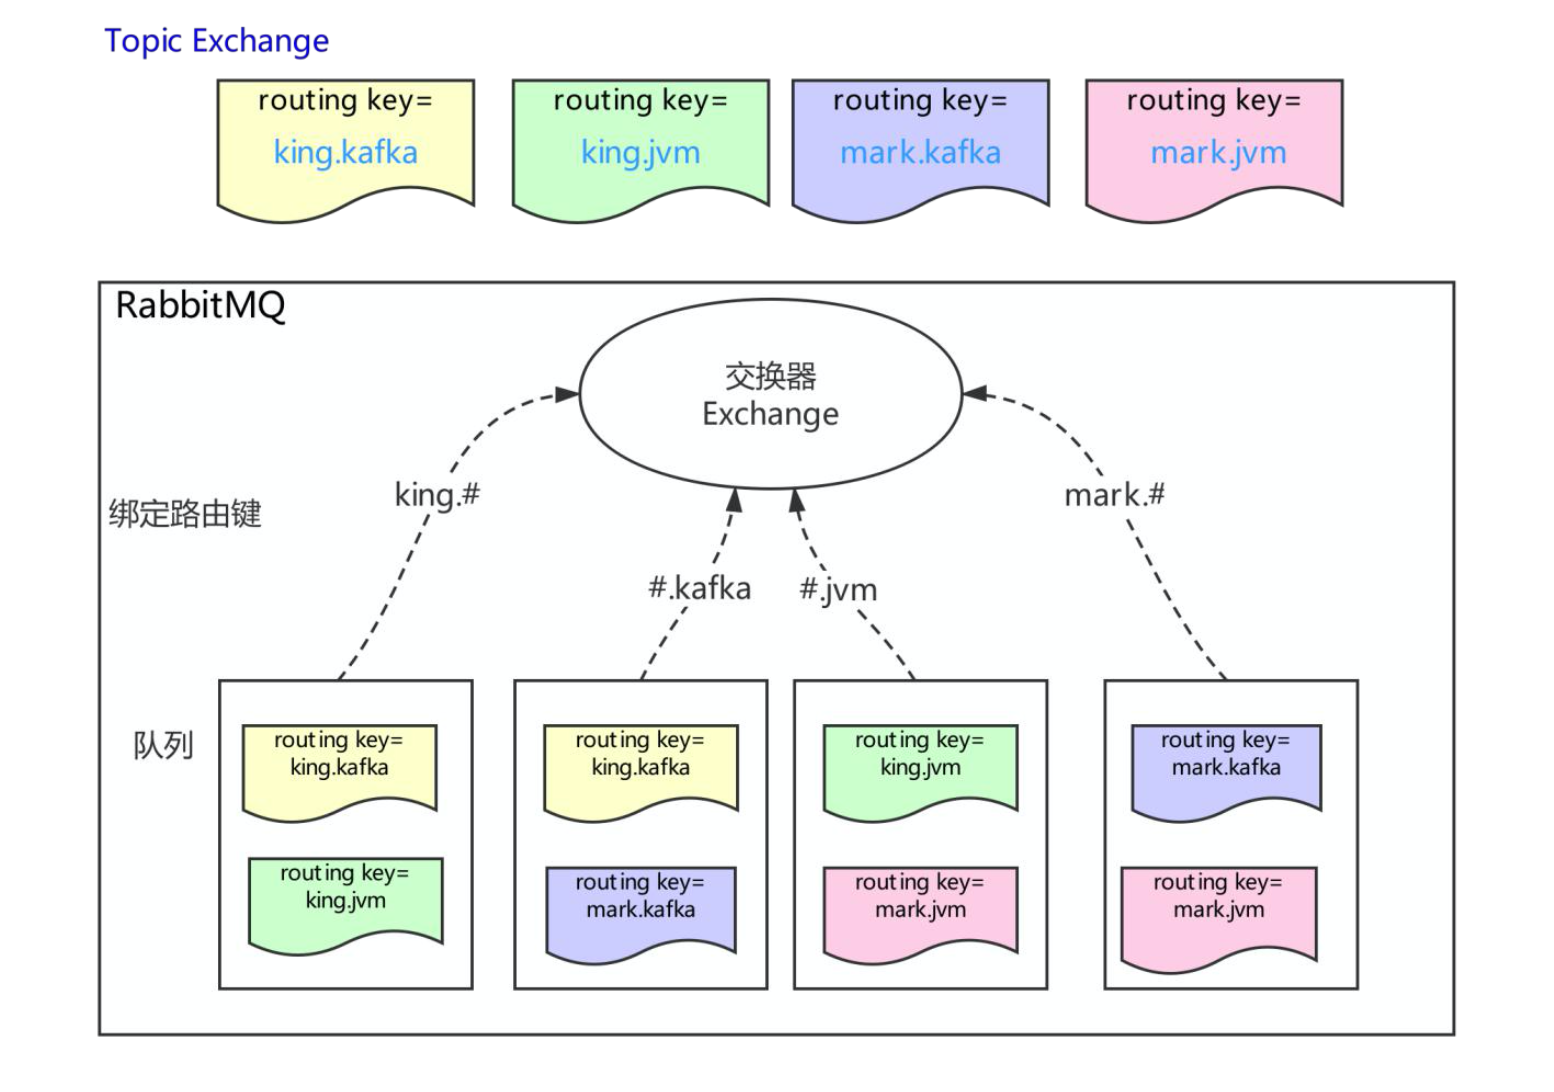 Topic Exchange
routing key=
king.kafka
routing key=
king.jvm
routing key=
mark.kafka
routing key=
mark.jvm
RabbitMQ
交换器
Exchange
绑定路由键
king.#
mark.#
#.kafka
#.jvm
队列
routing key=
king.kafka
routing key=
king.jvm
routing key=
king.kafka
routing key=
mark.kafka
routing key=
king.jvm
routing key=
mark.jvm
routing key=
mark.kafka
routing key=
mark.jvm